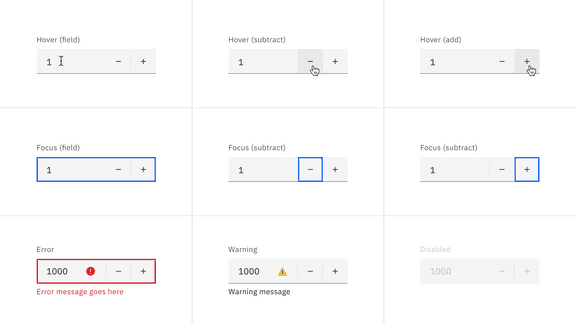 Hover (field)
Hover (subtract)
Hover (add)
1 − +
1 − +
1 − +
Focus (field)
Focus (subtract)
Focus (subtract)
1 − +
1 − +
1 − +
Error
Warning
Disabled
1000 ! − +
1000 ! − +
1000 − +
Error message goes here
Warning message